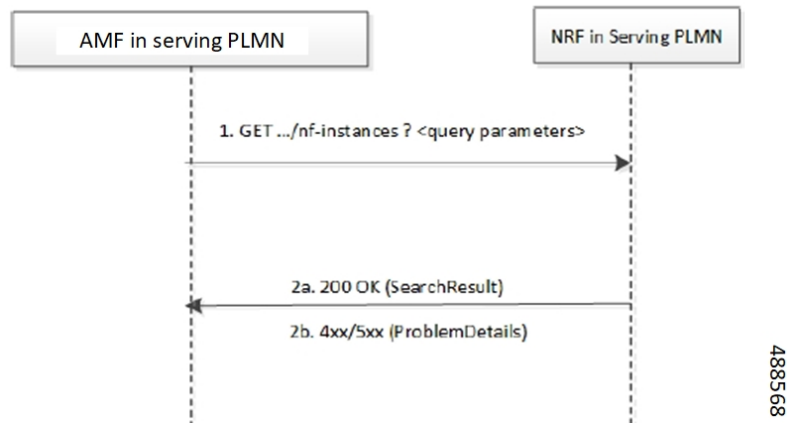 AMF in serving PLMN
NRF in Serving PLMN
1. GET .../nf-instances ? <query parameters>
2a. 200 OK (SearchResult)
2b. 4xx/5xx (ProblemDetails)
488568